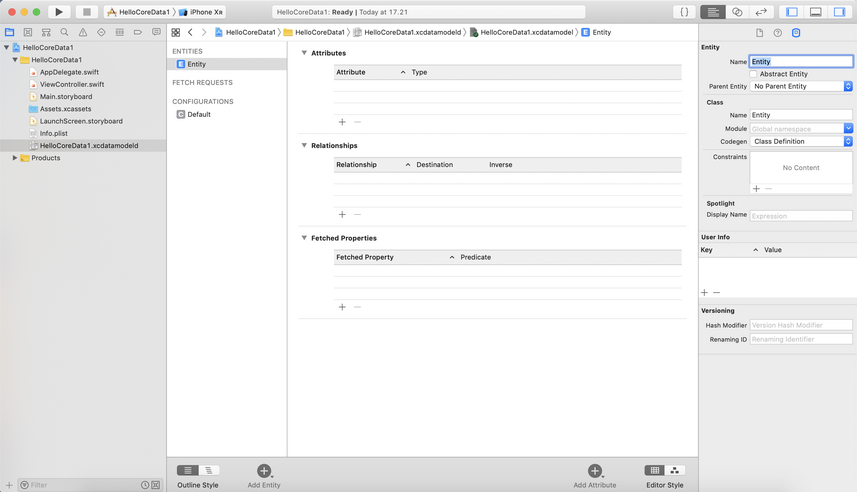 HelloCoreData1 〉 iPhone Xʀ
HelloCoreData1: Ready | Today at 17.21
HelloCoreData1 〉 HelloCoreData1 〉 HelloCoreData1.xcdatamodeld 〉 HelloCoreData1.xcdatamodel 〉 E Entity
HelloCoreData1
HelloCoreData1
AppDelegate.swift
ViewController.swift
Main.storyboard
Assets.xcassets
LaunchScreen.storyboard
Info.plist
HelloCoreData1.xcdatamodeld
Products
Filter
ENTITIES
E Entity
FETCH REQUESTS
CONFIGURATIONS
C Default
Outline Style
Add Entity
Attributes
Attribute Type
Relationships
Relationship Destination Inverse
Fetched Properties
Fetched Property Predicate
Add Attribute
Editor Style
Entity
Name Entity
Abstract Entity
Parent Entity No Parent Entity
Class
Name Entity
Module Global namespace
Codegen Class Definition
Constraints
No Content
Spotlight
Display Name Expression
User Info
Key Value
Versioning
Hash Modifier Version Hash Modifier
Renaming ID Renaming Identifier